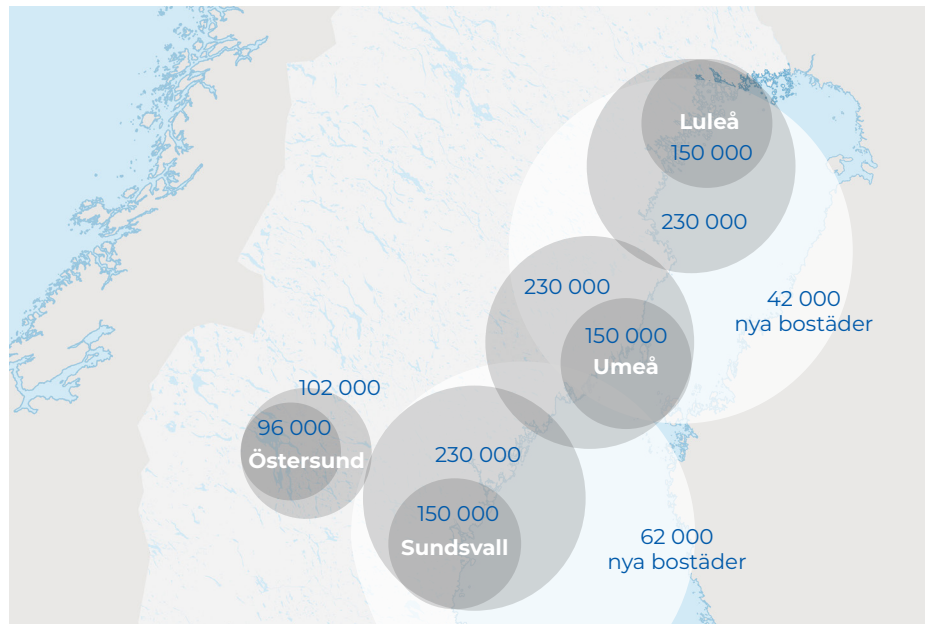 Luleå
150 000
230 000
230 000
42 000
nya bostäder
150 000
Umeå
102 000
96 000
Östersund
230 000
150 000
Sundsvall
62 000
nya bostäder